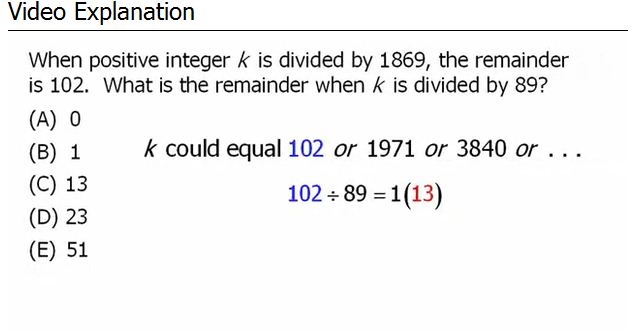 Video Explanation
When positive integer k is divided by 1869, the remainder
is 102. What is the remainder when k is divided by 89?
(A) 0
(B) 1
k could equal 102 or 1971 or 3840 or ...
(C) 13
102 ÷ 89 = 1(13)
(D) 23
(E) 51